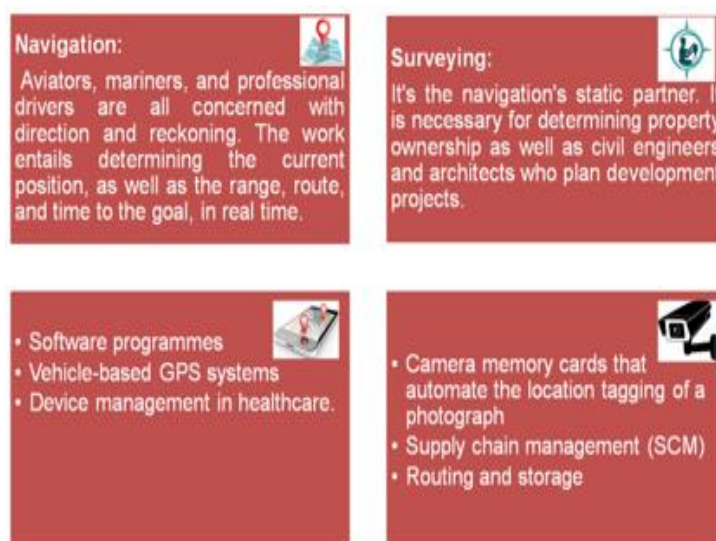 Navigation:
Aviators, mariners, and professional
drivers are all concerned with
direction and reckoning. The work
entails determining the current
position, as well as the range, route,
and time to the goal, in real time.
Surveying:
It's the navigation's static partner.
is necessary for determining property
ownership as well as civil engineers
and architects who plan development
projects.
• Software programmes
• Vehicle-based GPS systems
• Device management in healthcare.
• Camera memory cards that
automate the location tagging of a
photograph
• Supply chain management (SCM)
• Routing and storage